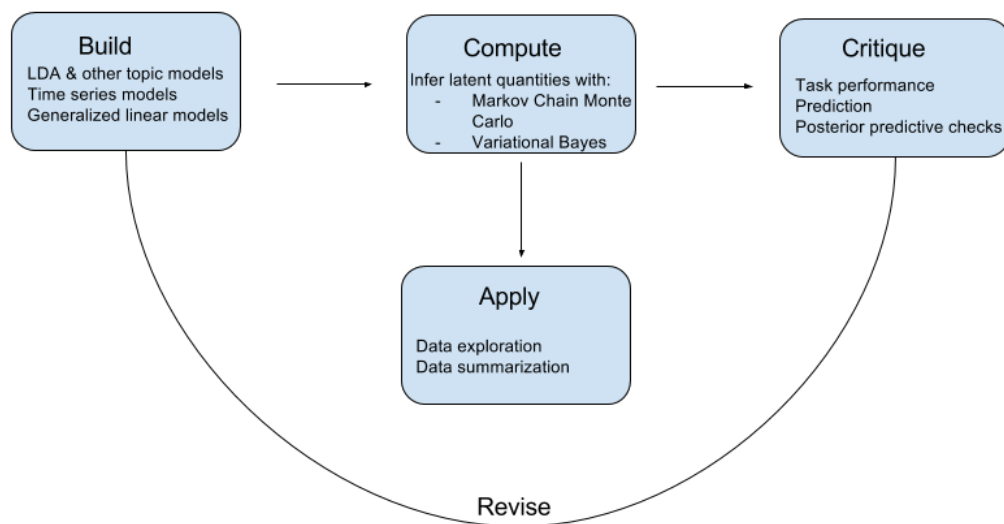 Build
LDA & other topic models
Time series models
Generalized linear models
Compute
Infer latent quantities with:
- Markov Chain Monte
Carlo
- Variational Bayes
Critique
Task performance
Prediction
Posterior predictive checks
Apply
Data exploration
Data summarization
Revise